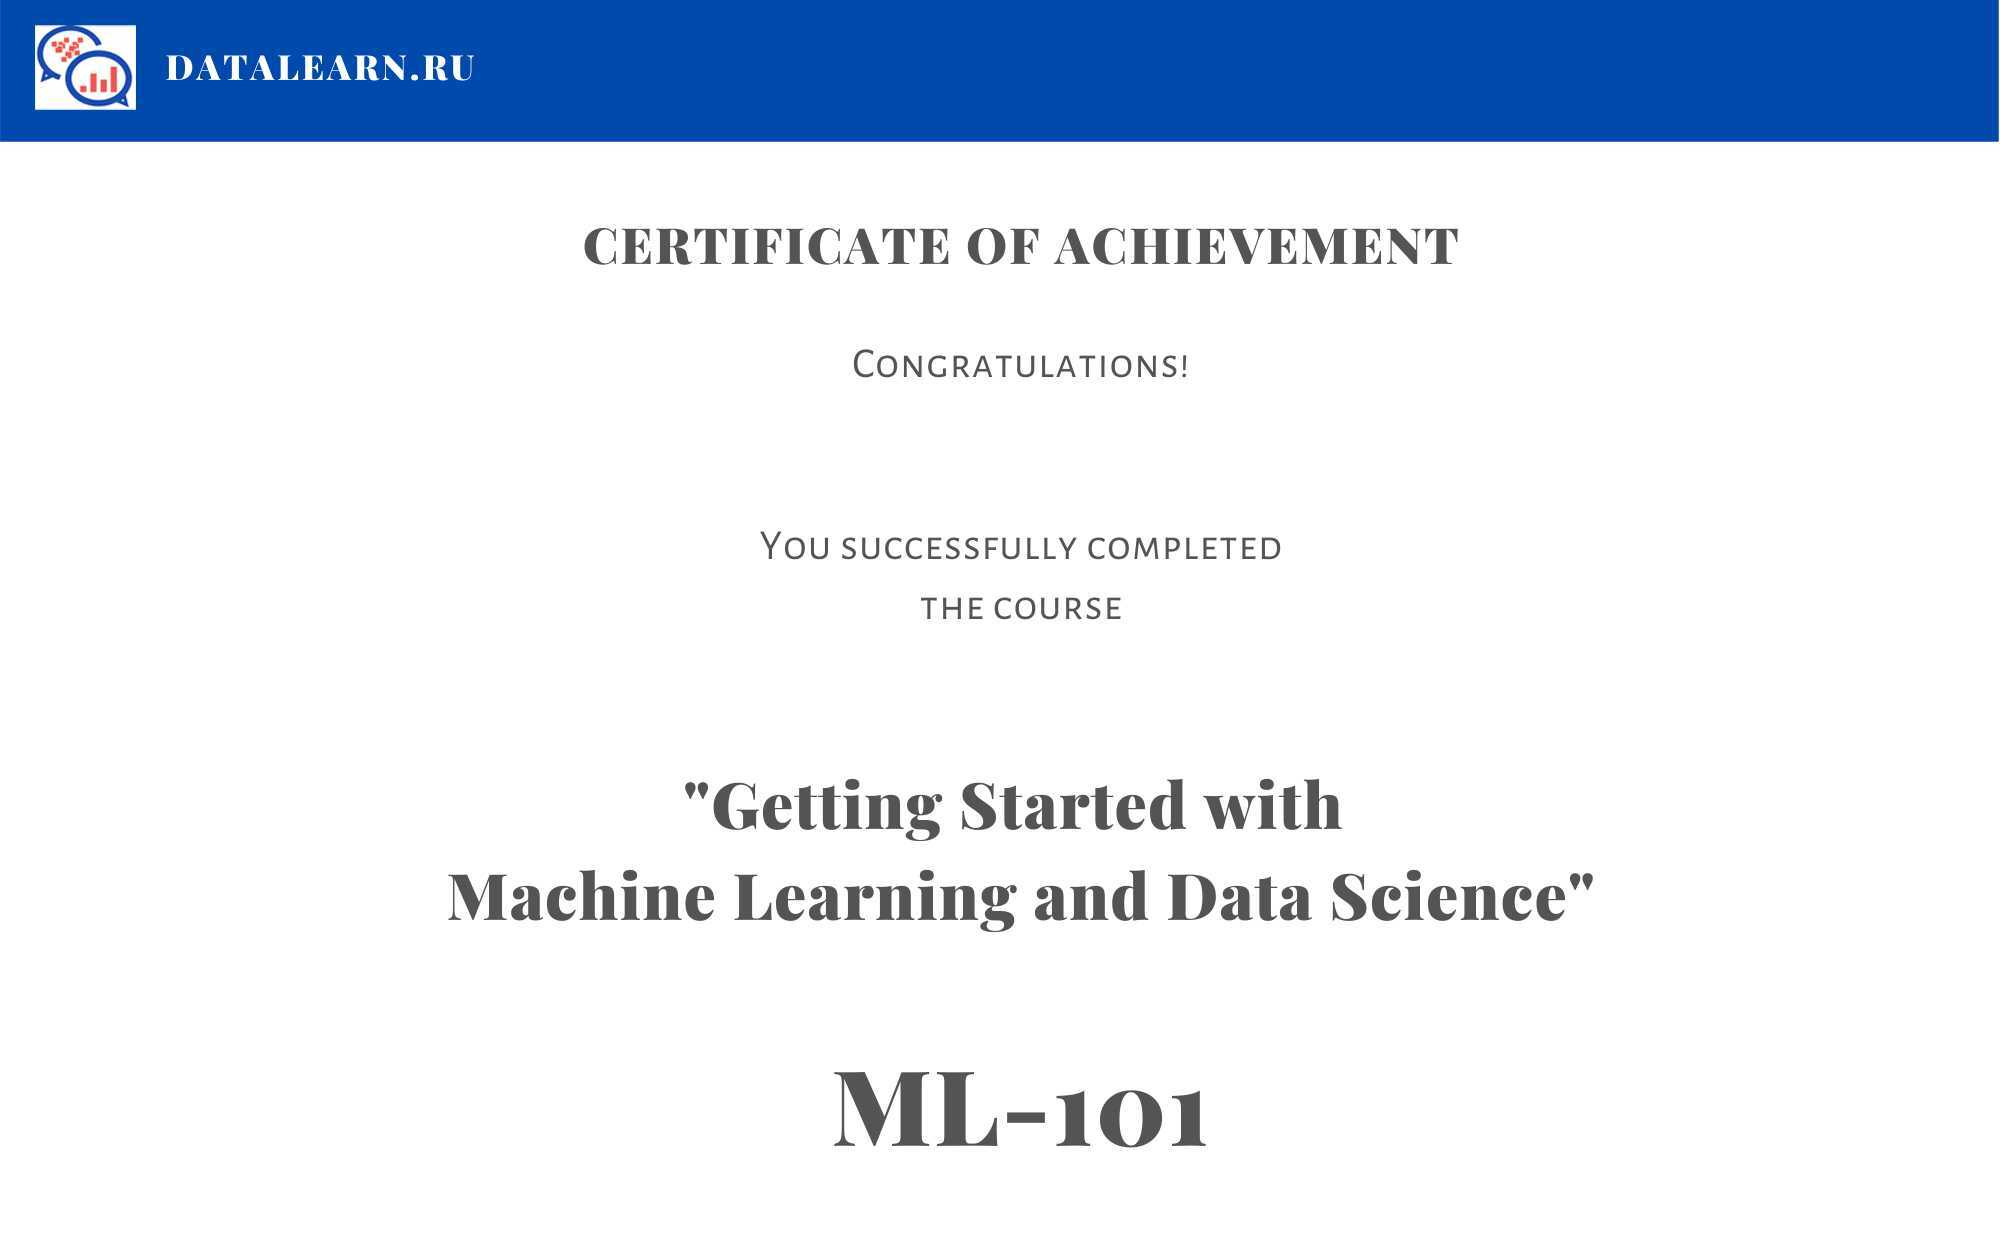 DATALEARN.RU
CERTIFICATE OF ACHIEVEMENT
Congratulations!
You successfully completed
the course
"Getting Started with
Machine Learning and Data Science"
ML-101